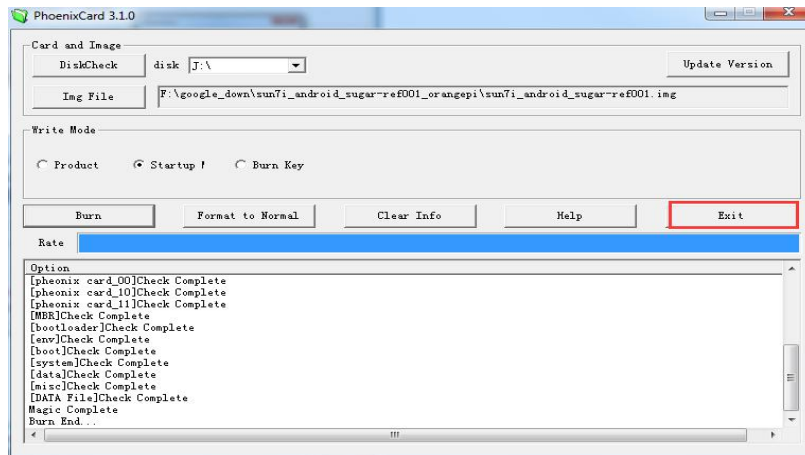 PhoenixCard 3.1.0
Card and Image
DiskCheck disk J:\ Update Version
Img File F:\google_down\sun7i_android_sugar-ref001_orangepi\sun7i_android_sugar-ref001.img
Write Mode
Product Startup ! Burn Key
Burn Format to Normal Clear Info Help Exit
Rate
Option
[pheonix card_00]Check Complete
[pheonix card_10]Check Complete
[pheonix card_11]Check Complete
[MBR]Check Complete
[bootloader]Check Complete
[env]Check Complete
[boot]Check Complete
[system]Check Complete
[data]Check Complete
[misc]Check Complete
[DATA File]Check Complete
Magic Complete
Burn End...